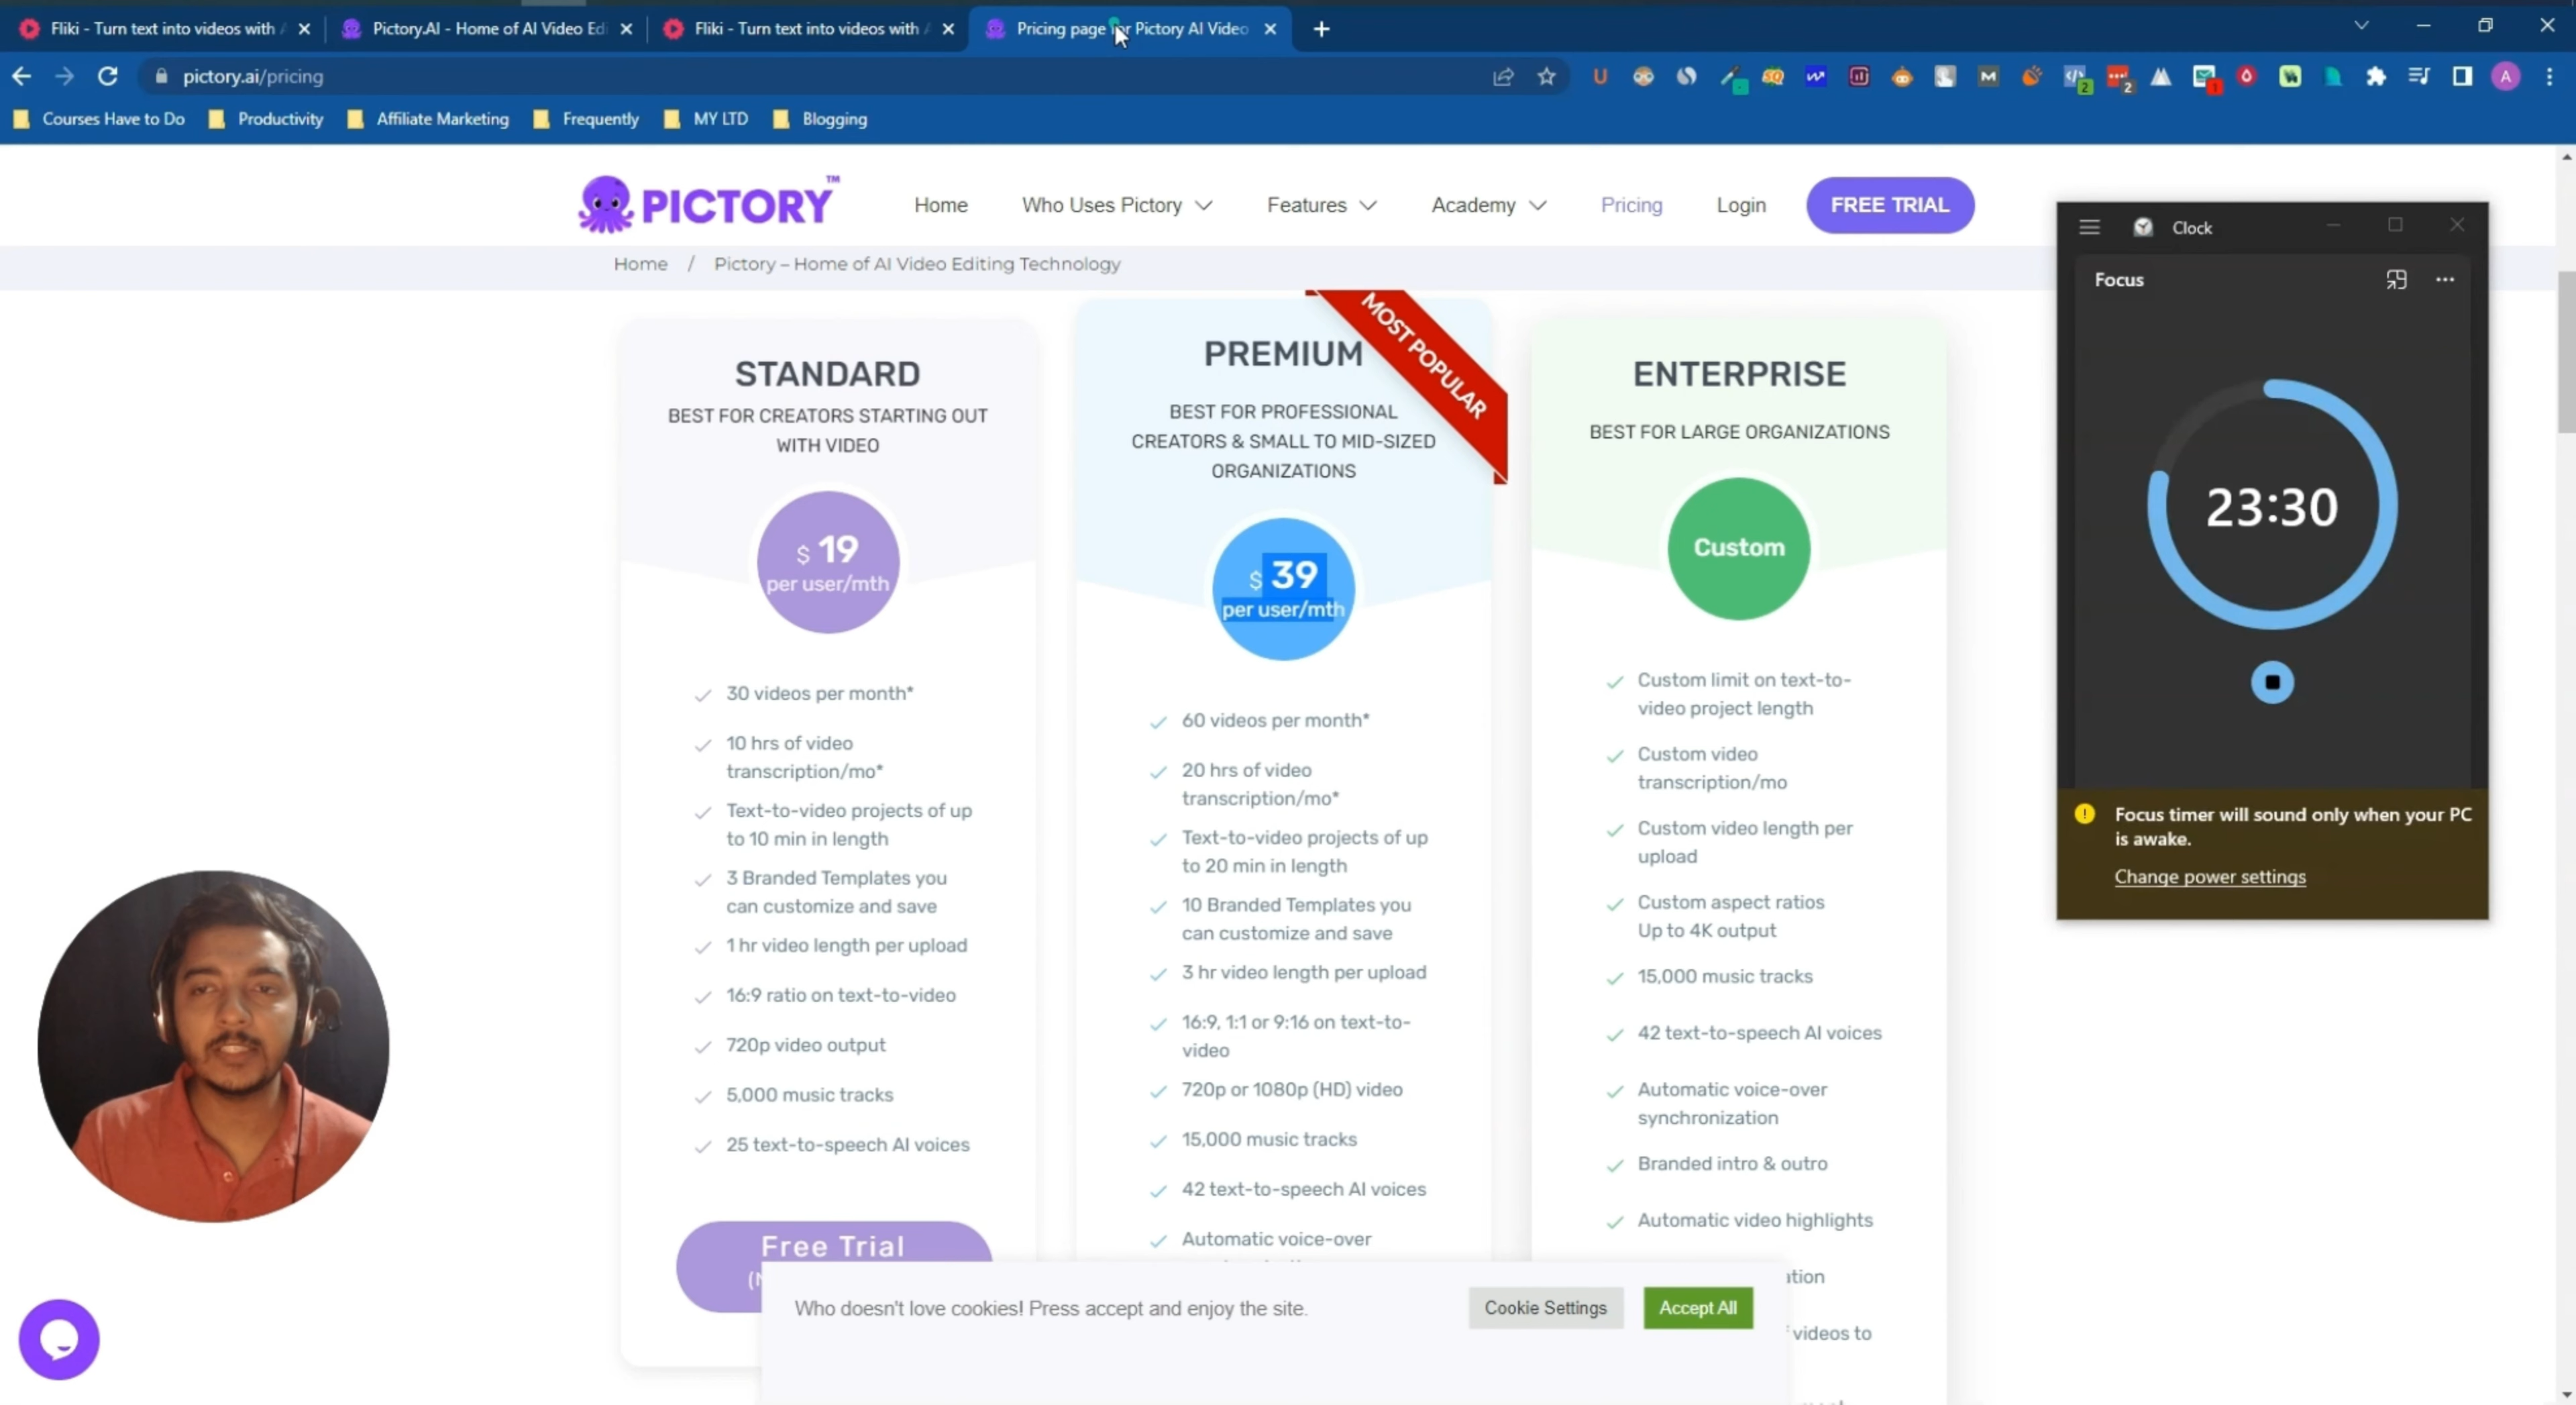 Fliki - Turn text into videos with
Pictory.AI - Home of AI Video Edi
Fliki - Turn text into videos with
Pricing page for Pictory AI Video
pictory.ai/pricing
Courses Have to Do
Productivity
Affiliate Marketing
Frequently
MY LTD
Blogging
PICTORY™
Home
Who Uses Pictory
Features
Academy
Pricing
Login
FREE TRIAL
Home / Pictory – Home of AI Video Editing Technology
STANDARD
BEST FOR CREATORS STARTING OUT
WITH VIDEO
$ 19
per user/mth
30 videos per month*
10 hrs of video
transcription/mo*
Text-to-video projects of up
to 10 min in length
3 Branded Templates you
can customize and save
1 hr video length per upload
16:9 ratio on text-to-video
720p video output
5,000 music tracks
25 text-to-speech AI voices
Free Trial
MOST POPULAR
PREMIUM
BEST FOR PROFESSIONAL
CREATORS & SMALL TO MID-SIZED
ORGANIZATIONS
$ 39
per user/mth
60 videos per month*
20 hrs of video
transcription/mo*
Text-to-video projects of up
to 20 min in length
10 Branded Templates you
can customize and save
3 hr video length per upload
16:9, 1:1 or 9:16 on text-to-
video
720p or 1080p (HD) video
15,000 music tracks
42 text-to-speech AI voices
Automatic voice-over
ENTERPRISE
BEST FOR LARGE ORGANIZATIONS
Custom
Custom limit on text-to-
video project length
Custom video
transcription/mo
Custom video length per
upload
Custom aspect ratios
Up to 4K output
15,000 music tracks
42 text-to-speech AI voices
Automatic voice-over
synchronization
Branded intro & outro
Automatic video highlights
videos to
Who doesn't love cookies! Press accept and enjoy the site.
Cookie Settings
Accept All
Clock
Focus
23:30
Focus timer will sound only when your PC
is awake.
Change power settings